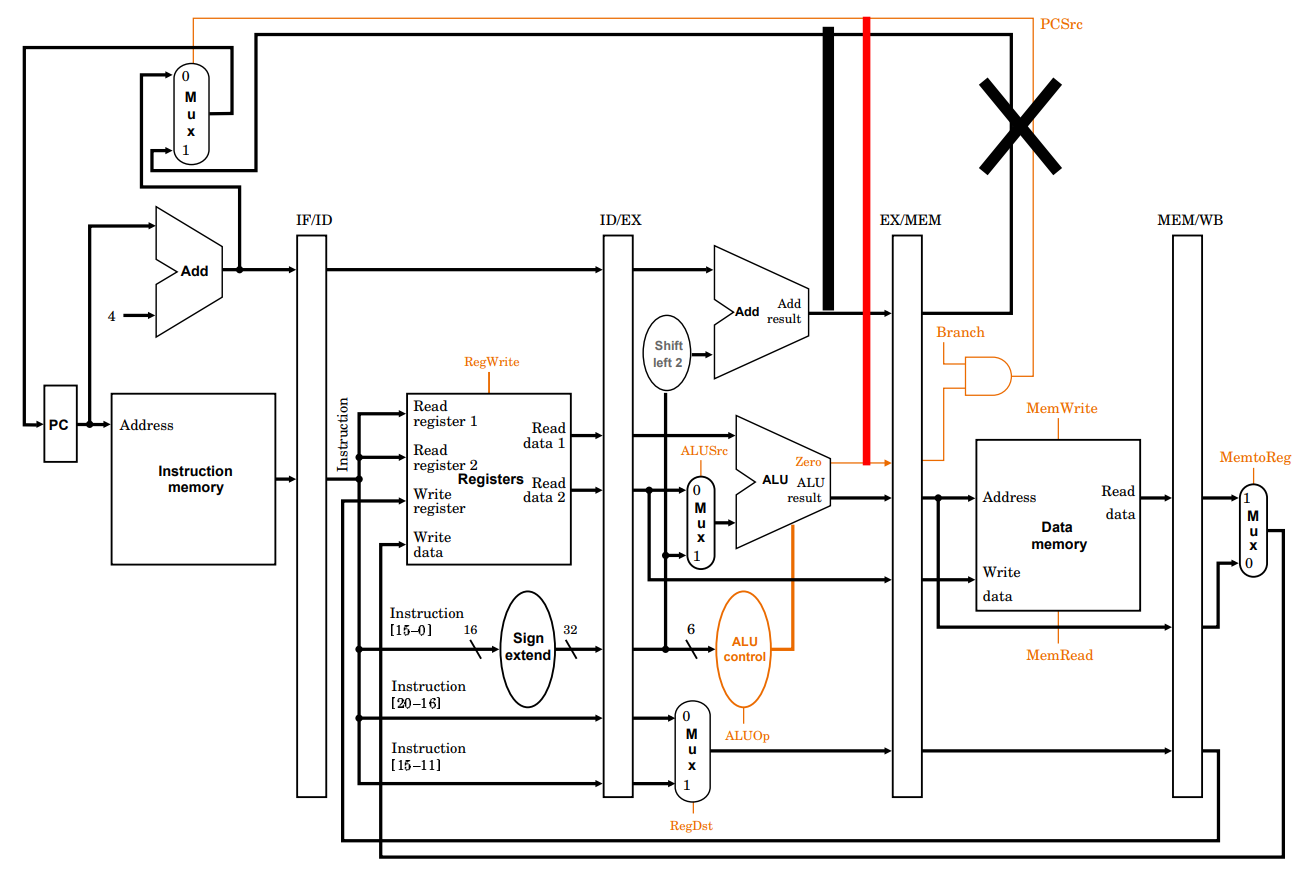 PCSrc
0
M
u
x
1
IF/ID
ID/EX
EX/MEM
MEM/WB
Add
4
Add
Add
result
Shift
left 2
Branch
RegWrite
PC
Address
Instruction
memory
Instruction
Read
register 1
Read
register 2
Registers
Write
register
Write
data
Read
data 1
Read
data 2
ALUSrc
0
M
u
x
1
Zero
ALU
ALU
result
MemWrite
Address
Read
data
Data
memory
Write
data
MemRead
MemtoReg
1
M
u
x
0
Instruction
[15–0]
16
Sign
extend
32
6
ALU
control
ALUOp
Instruction
[20–16]
Instruction
[15–11]
0
M
u
x
1
RegDst